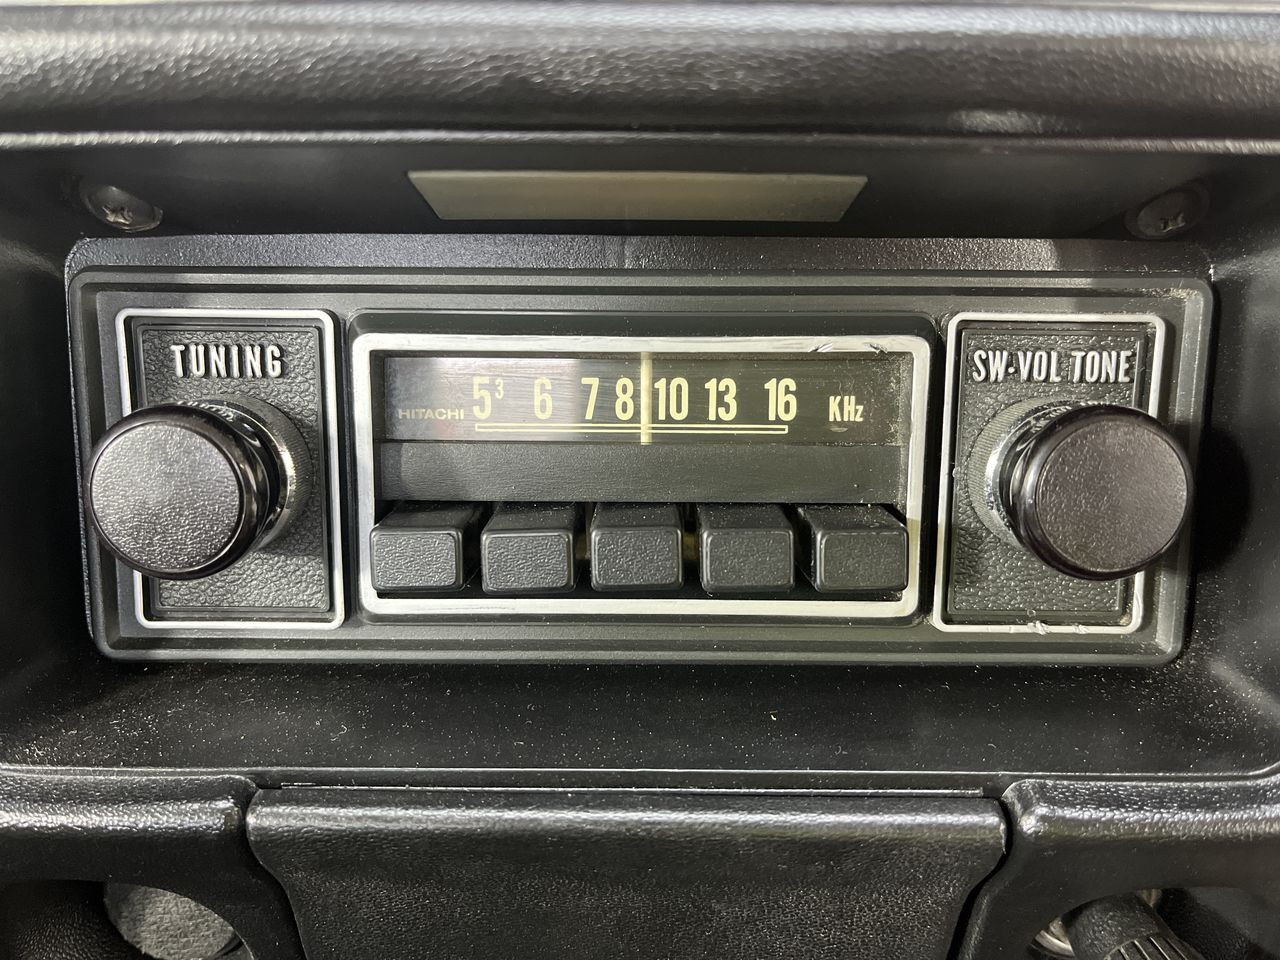 TUNING
SW·VOL TONE
HITACHI 5³ 6 7 8 10 13 16 KHz